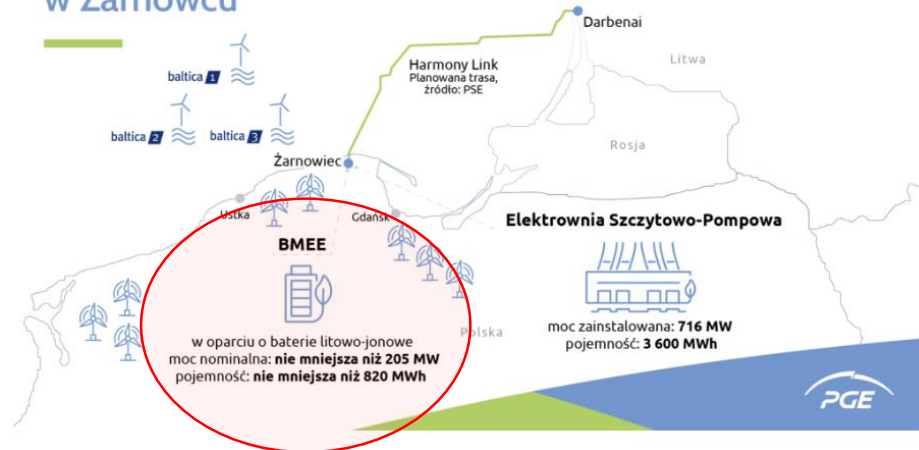 w Żarnowcu
Darbenai
Litwa
Harmony Link
Planowana trasa,
źródło: PSE
baltica 1
baltica 2
baltica 3
Rosja
Żarnowiec
Ustka
Gdańsk
Elektrownia Szczytowo-Pompowa
BMEE
Polska
moc zainstalowana: 716 MW
pojemność: 3 600 MWh
w oparciu o baterie litowo-jonowe
moc nominalna: nie mniejsza niż 205 MW
pojemność: nie mniejsza niż 820 MWh
PGE